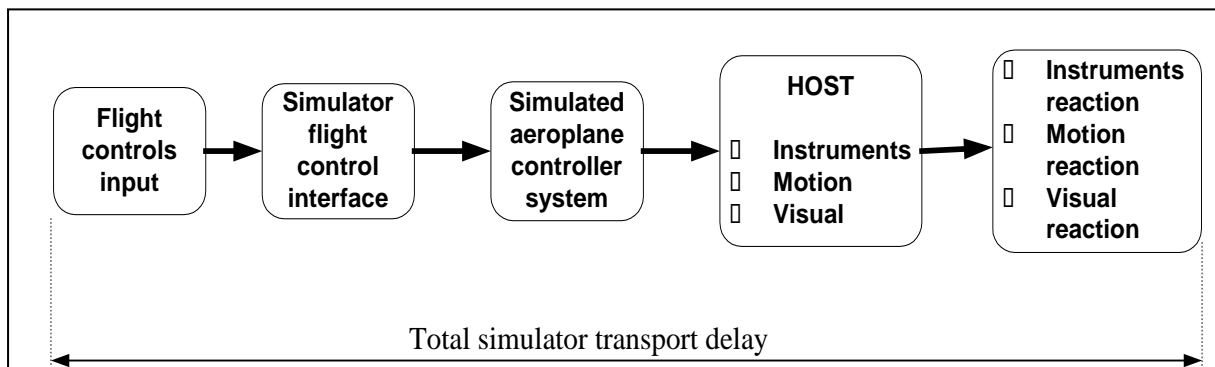 Flight
controls
input
Simulator
flight
control
interface
Simulated
aeroplane
controller
system
HOST
▯ Instruments
▯ Motion
▯ Visual
▯ Instruments
reaction
▯ Motion
reaction
▯ Visual
reaction
Total simulator transport delay